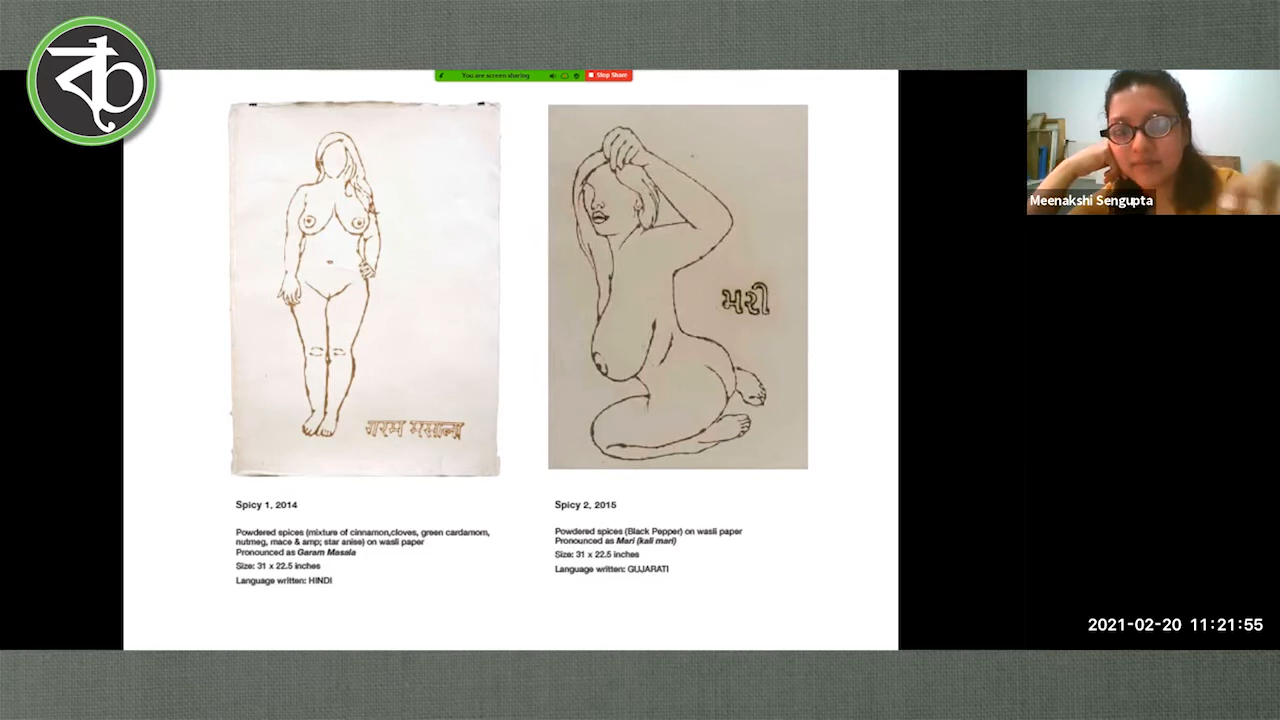 ক
You are screen sharing
Stop Share
Meenakshi Sengupta
गरम मसाला
મરી
Spicy 1, 2014
Powdered spices (mixture of cinnamon,cloves, green cardamom,
nutmeg, mace & amp; star anise) on wasli paper
Pronounced as Garam Masala
Size: 31 x 22.5 inches
Language written: HINDI
Spicy 2, 2015
Powdered spices (Black Pepper) on wasli paper
Pronounced as Mari (kali mari)
Size: 31 x 22.5 inches
Language written: GUJARATI
2021-02-20 11:21:55